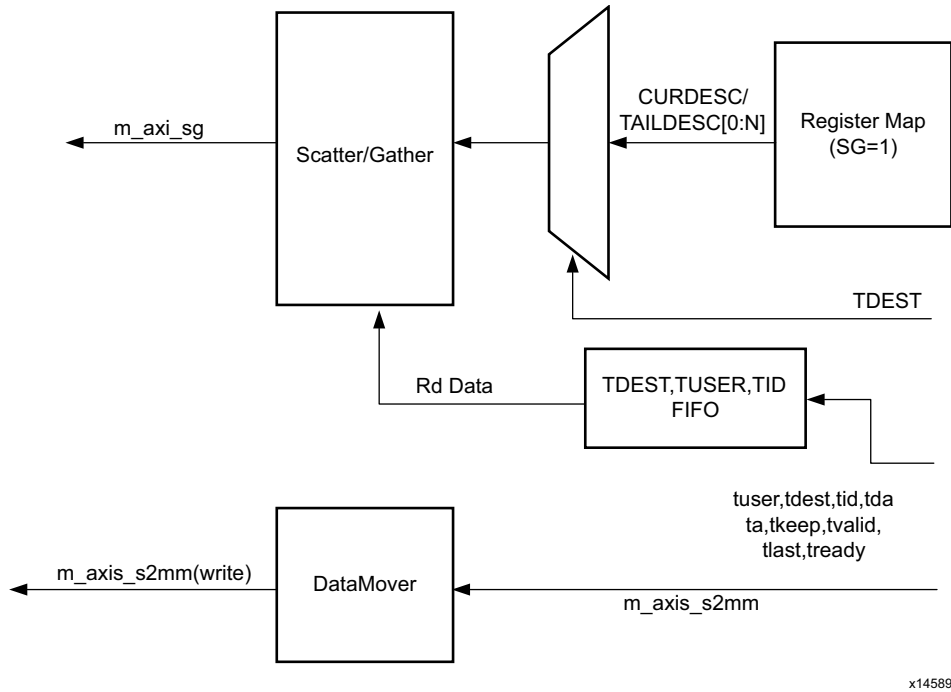 m_axi_sg
Scatter/Gather
CURDESC/
TAILDESC[0:N]
Register Map
(SG=1)
TDEST
Rd Data
TDEST,TUSER,TID
FIFO
tuser,tdest,tid,tda
ta,tkeep,tvalid,
tlast,tready
m_axis_s2mm(write)
DataMover
m_axis_s2mm
x14589